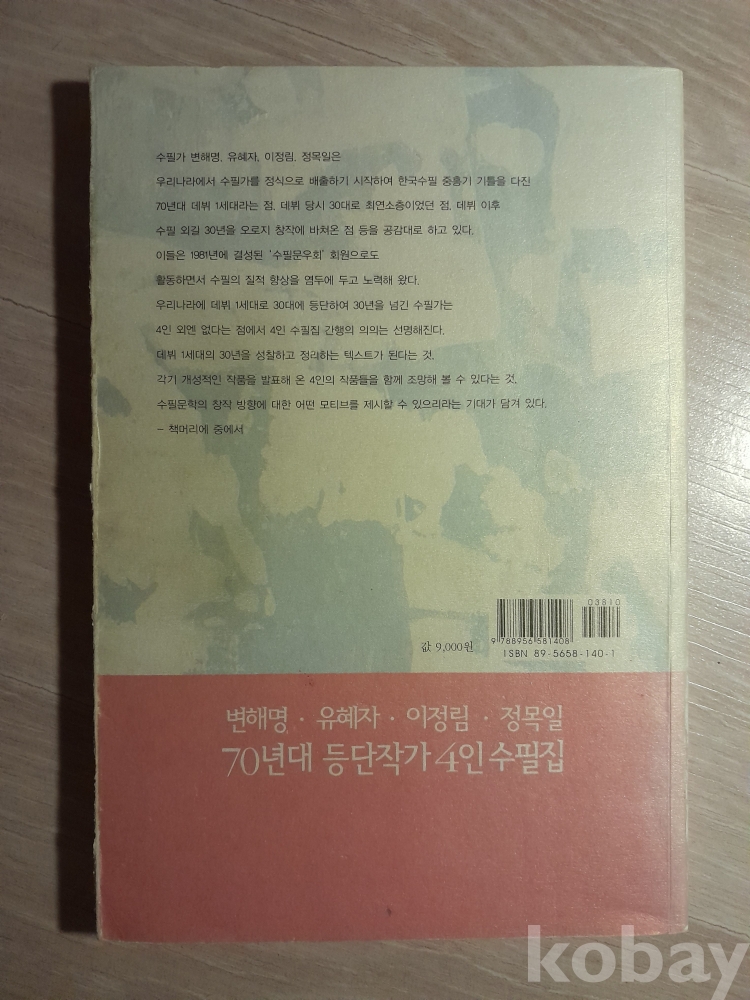 수필가 변해명, 유혜자, 이정림, 정목일은
우리나라에서 수필가를 정식으로 배출하기 시작하여 한국수필 중흥기 기틀을 다진
70년대 데뷔 1세대라는 점, 데뷔 당시 30대로 최연소층이었던 점, 데뷔 이후
수필 외길 30년을 오로지 창작에 바쳐온 점 등을 공감대로 하고 있다.
이들은 1981년에 결성된 '수필문우회' 회원으로도
활동하면서 수필의 질적 향상을 염두에 두고 노력해 왔다.
우리나라에 데뷔 1세대로 30대에 등단하여 30년을 넘긴 수필가는
4인 외엔 없다는 점에서 4인 수필집 간행의 의의는 선명해진다.
데뷔 1세대의 30년을 성찰하고 정리하는 텍스트가 된다는 것,
각기 개성적인 작품을 발표해 온 4인의 작품들을 함께 조망해 볼 수 있다는 것,
수필문학의 창작 방향에 대한 어떤 모티브를 제시할 수 있으리라는 기대가 담겨 있다.
- 책머리에 중에서
03810
9 788956 581408
값 9,000원
ISBN 89-5658-140-1
변해명 · 유혜자 · 이정림 · 정목일
70년대 등단작가 4인 수필집
kobay